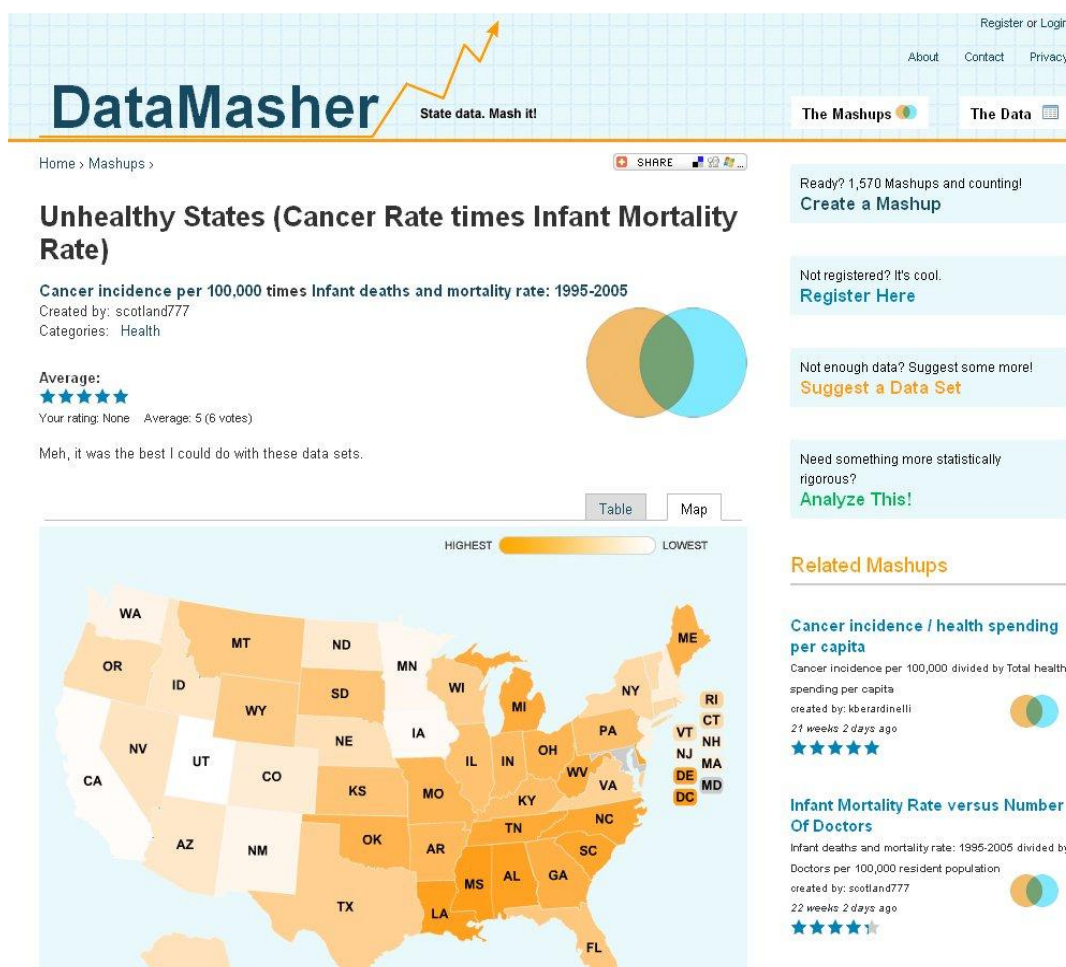 Register or Login
About Contact Privacy
DataMasher
State data. Mash it!
The Mashups
The Data
Home › Mashups ›
SHARE
Unhealthy States (Cancer Rate times Infant Mortality
Rate)
Cancer incidence per 100,000 times Infant deaths and mortality rate: 1995-2005
Created by: scotland777
Categories: Health
Average:
Your rating: None Average: 5 (6 votes)
Meh, it was the best I could do with these data sets.
Table Map
HIGHEST LOWEST
WA
MT
ND
MN
ME
OR
ID
SD
WI
NY
WY
MI
RI
CT
VT
NH
NJ
MA
DE
MD
DC
NV
UT
NE
IA
PA
CA
CO
IL
IN
OH
WV
VA
KS
MO
KY
NC
AZ
NM
OK
AR
TN
SC
MS
AL
GA
TX
LA
FL
Ready? 1,570 Mashups and counting!
Create a Mashup
Not registered? It's cool.
Register Here
Not enough data? Suggest some more!
Suggest a Data Set
Need something more statistically
rigorous?
Analyze This!
Related Mashups
Cancer incidence / health spending
per capita
Cancer incidence per 100,000 divided by Total health
spending per capita
created by: kberardinelli
21 weeks 2 days ago
Infant Mortality Rate versus Number
Of Doctors
Infant deaths and mortality rate: 1995-2005 divided by
Doctors per 100,000 resident population
created by: scotland777
22 weeks 2 days ago